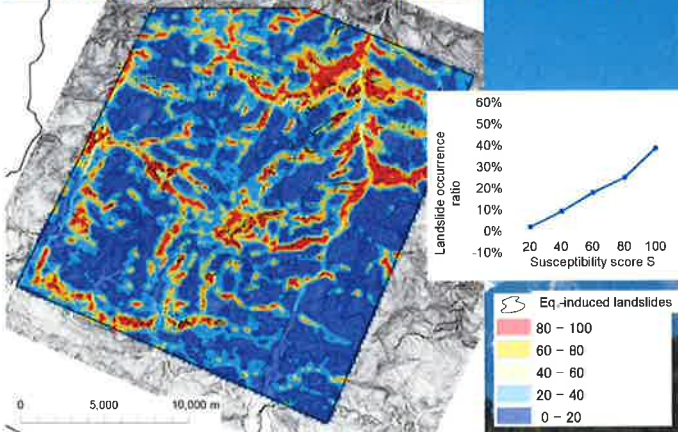 60%
50%
40%
30%
20%
10%
0%
-10%
Landslide occurrence
ratio
20 40 60 80 100
Susceptibility score S
Eq.-induced landslides
80 - 100
60 - 80
40 - 60
20 - 40
0 - 20
0 5,000 10,000 m